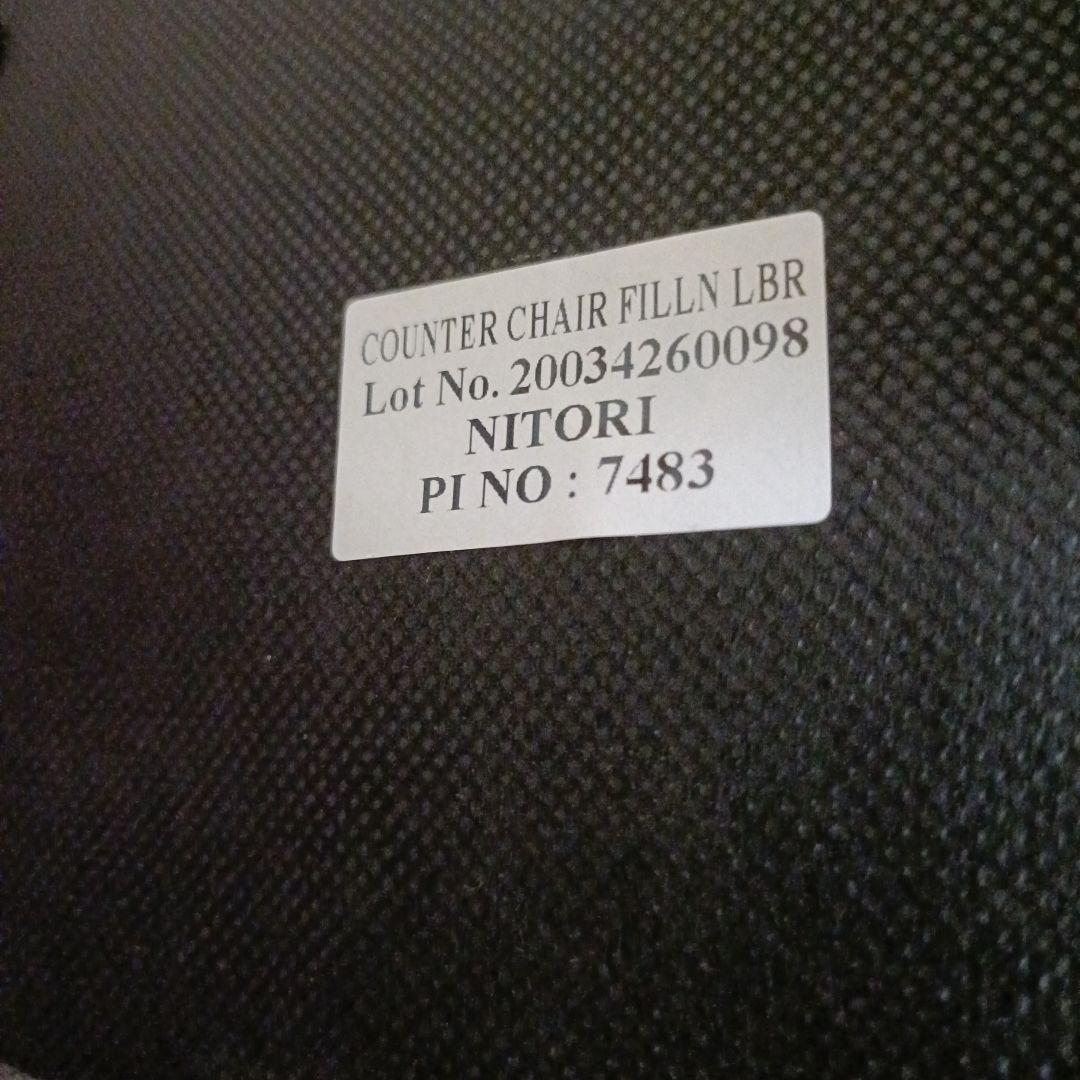 COUNTER CHAIR FILLN LBR
Lot No. 20034260098
NITORI
PI NO : 7483